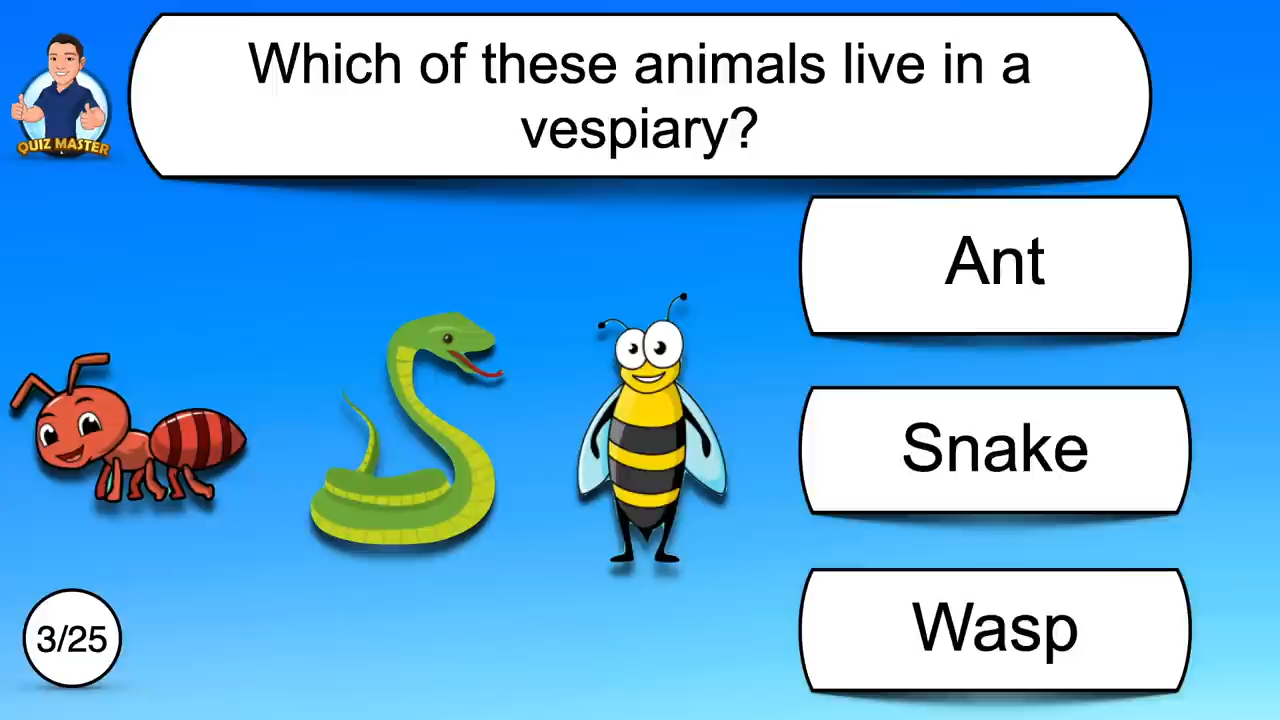 Which of these animals live in a
vespiary?
QUIZ MASTER
Ant
Snake
Wasp
3/25